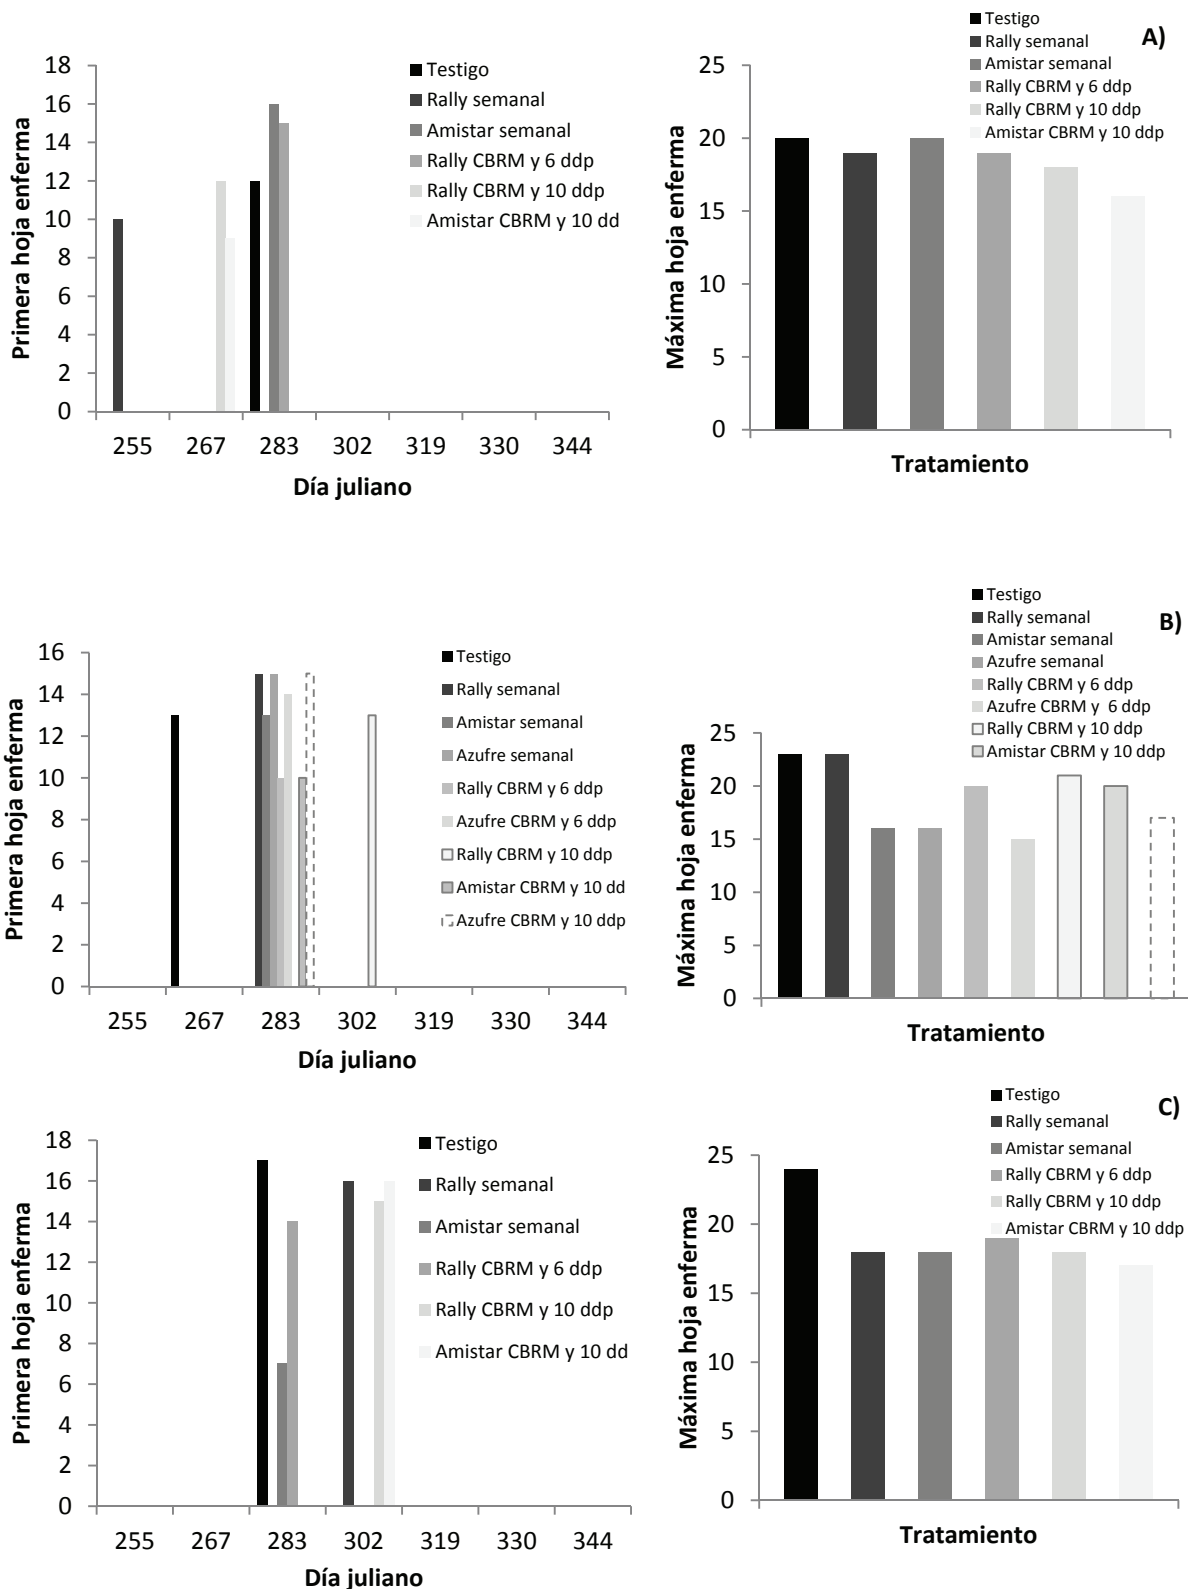 18
16
14
12
10
8
6
4
2
0
Primera hoja enferma
255 267 283 302 319 330 344
Día juliano
Testigo
Rally semanal
Amistar semanal
Rally CBRM y 6 ddp
Rally CBRM y 10 ddp
Amistar CBRM y 10 dd
A)
25
20
15
10
5
0
Máxima hoja enferma
Tratamiento
Testigo
Rally semanal
Amistar semanal
Rally CBRM y 6 ddp
Rally CBRM y 10 ddp
Amistar CBRM y 10 ddp
16
14
12
10
8
6
4
2
0
Primera hoja enferma
255 267 283 302 319 330 344
Día juliano
Testigo
Rally semanal
Amistar semanal
Azufre semanal
Rally CBRM y 6 ddp
Azufre CBRM y 6 ddp
Rally CBRM y 10 ddp
Amistar CBRM y 10 dd
Azufre CBRM y 10 ddp
B)
25
20
15
10
5
0
Máxima hoja enferma
Tratamiento
Testigo
Rally semanal
Amistar semanal
Azufre semanal
Rally CBRM y 6 ddp
Azufre CBRM y 6 ddp
Rally CBRM y 10 ddp
Amistar CBRM y 10 ddp
18
16
14
12
10
8
6
4
2
0
Primera hoja enferma
255 267 283 302 319 330 344
Día juliano
Testigo
Rally semanal
Amistar semanal
Rally CBRM y 6 ddp
Rally CBRM y 10 ddp
Amistar CBRM y 10 dd
C)
25
20
15
10
5
0
Máxima hoja enferma
Tratamiento
Testigo
Rally semanal
Amistar semanal
Rally CBRM y 6 ddp
Rally CBRM y 10 ddp
Amistar CBRM y 10 ddp